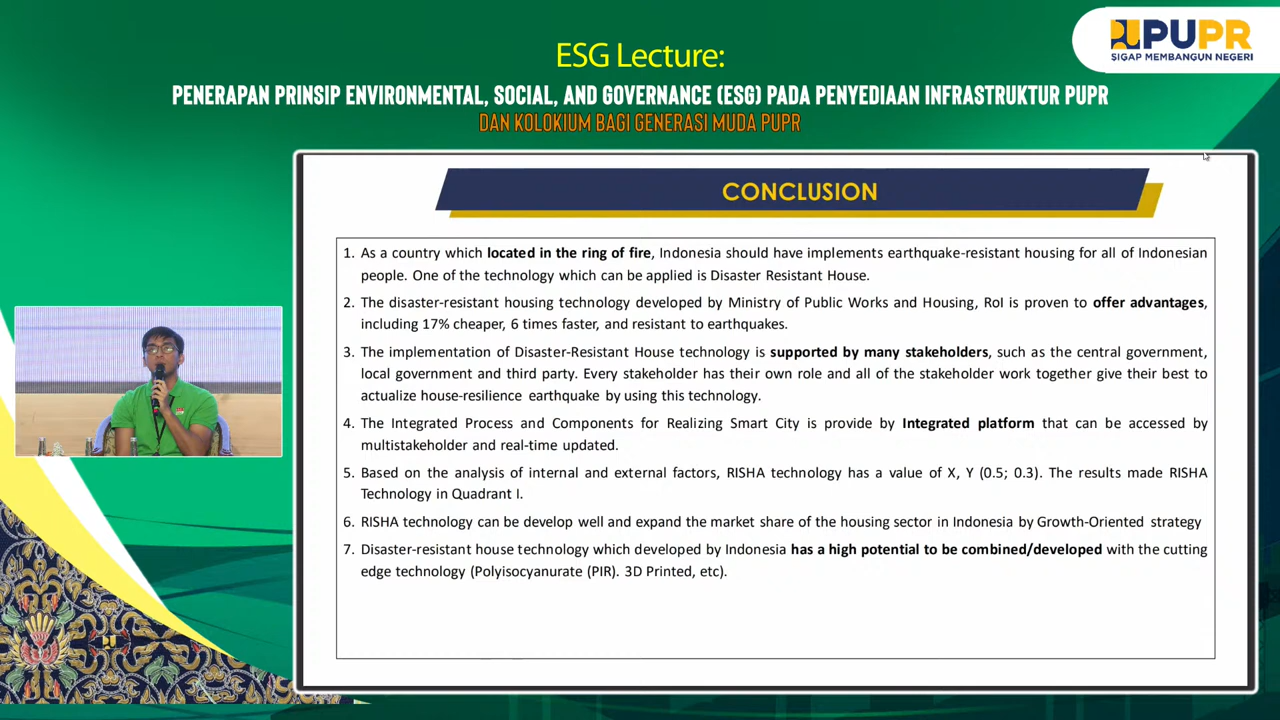 ESG Lecture:
PENERAPAN PRINSIP ENVIRONMENTAL, SOCIAL, AND GOVERNANCE (ESG) PADA PENYEDIAAN INFRASTRUKTUR PUPR
DAN KOLOKIUM BAGI GENERASI MUDA PUPR
PUPR
SIGAP MEMBANGUN NEGERI
CONCLUSION
1. As a country which located in the ring of fire, Indonesia should have implements earthquake-resistant housing for all of Indonesian
people. One of the technology which can be applied is Disaster Resistant House.
2. The disaster-resistant housing technology developed by Ministry of Public Works and Housing, RoI is proven to offer advantages,
including 17% cheaper, 6 times faster, and resistant to earthquakes.
3. The implementation of Disaster-Resistant House technology is supported by many stakeholders, such as the central government,
local government and third party. Every stakeholder has their own role and all of the stakeholder work together give their best to
actualize house-resilience earthquake by using this technology.
4. The Integrated Process and Components for Realizing Smart City is provide by Integrated platform that can be accessed by
multistakeholder and real-time updated.
5. Based on the analysis of internal and external factors, RISHA technology has a value of X, Y (0.5; 0.3). The results made RISHA
Technology in Quadrant I.
6. RISHA technology can be develop well and expand the market share of the housing sector in Indonesia by Growth-Oriented strategy
7. Disaster-resistant house technology which developed by Indonesia has a high potential to be combined/developed with the cutting
edge technology (Polyisocyanurate (PIR). 3D Printed, etc).